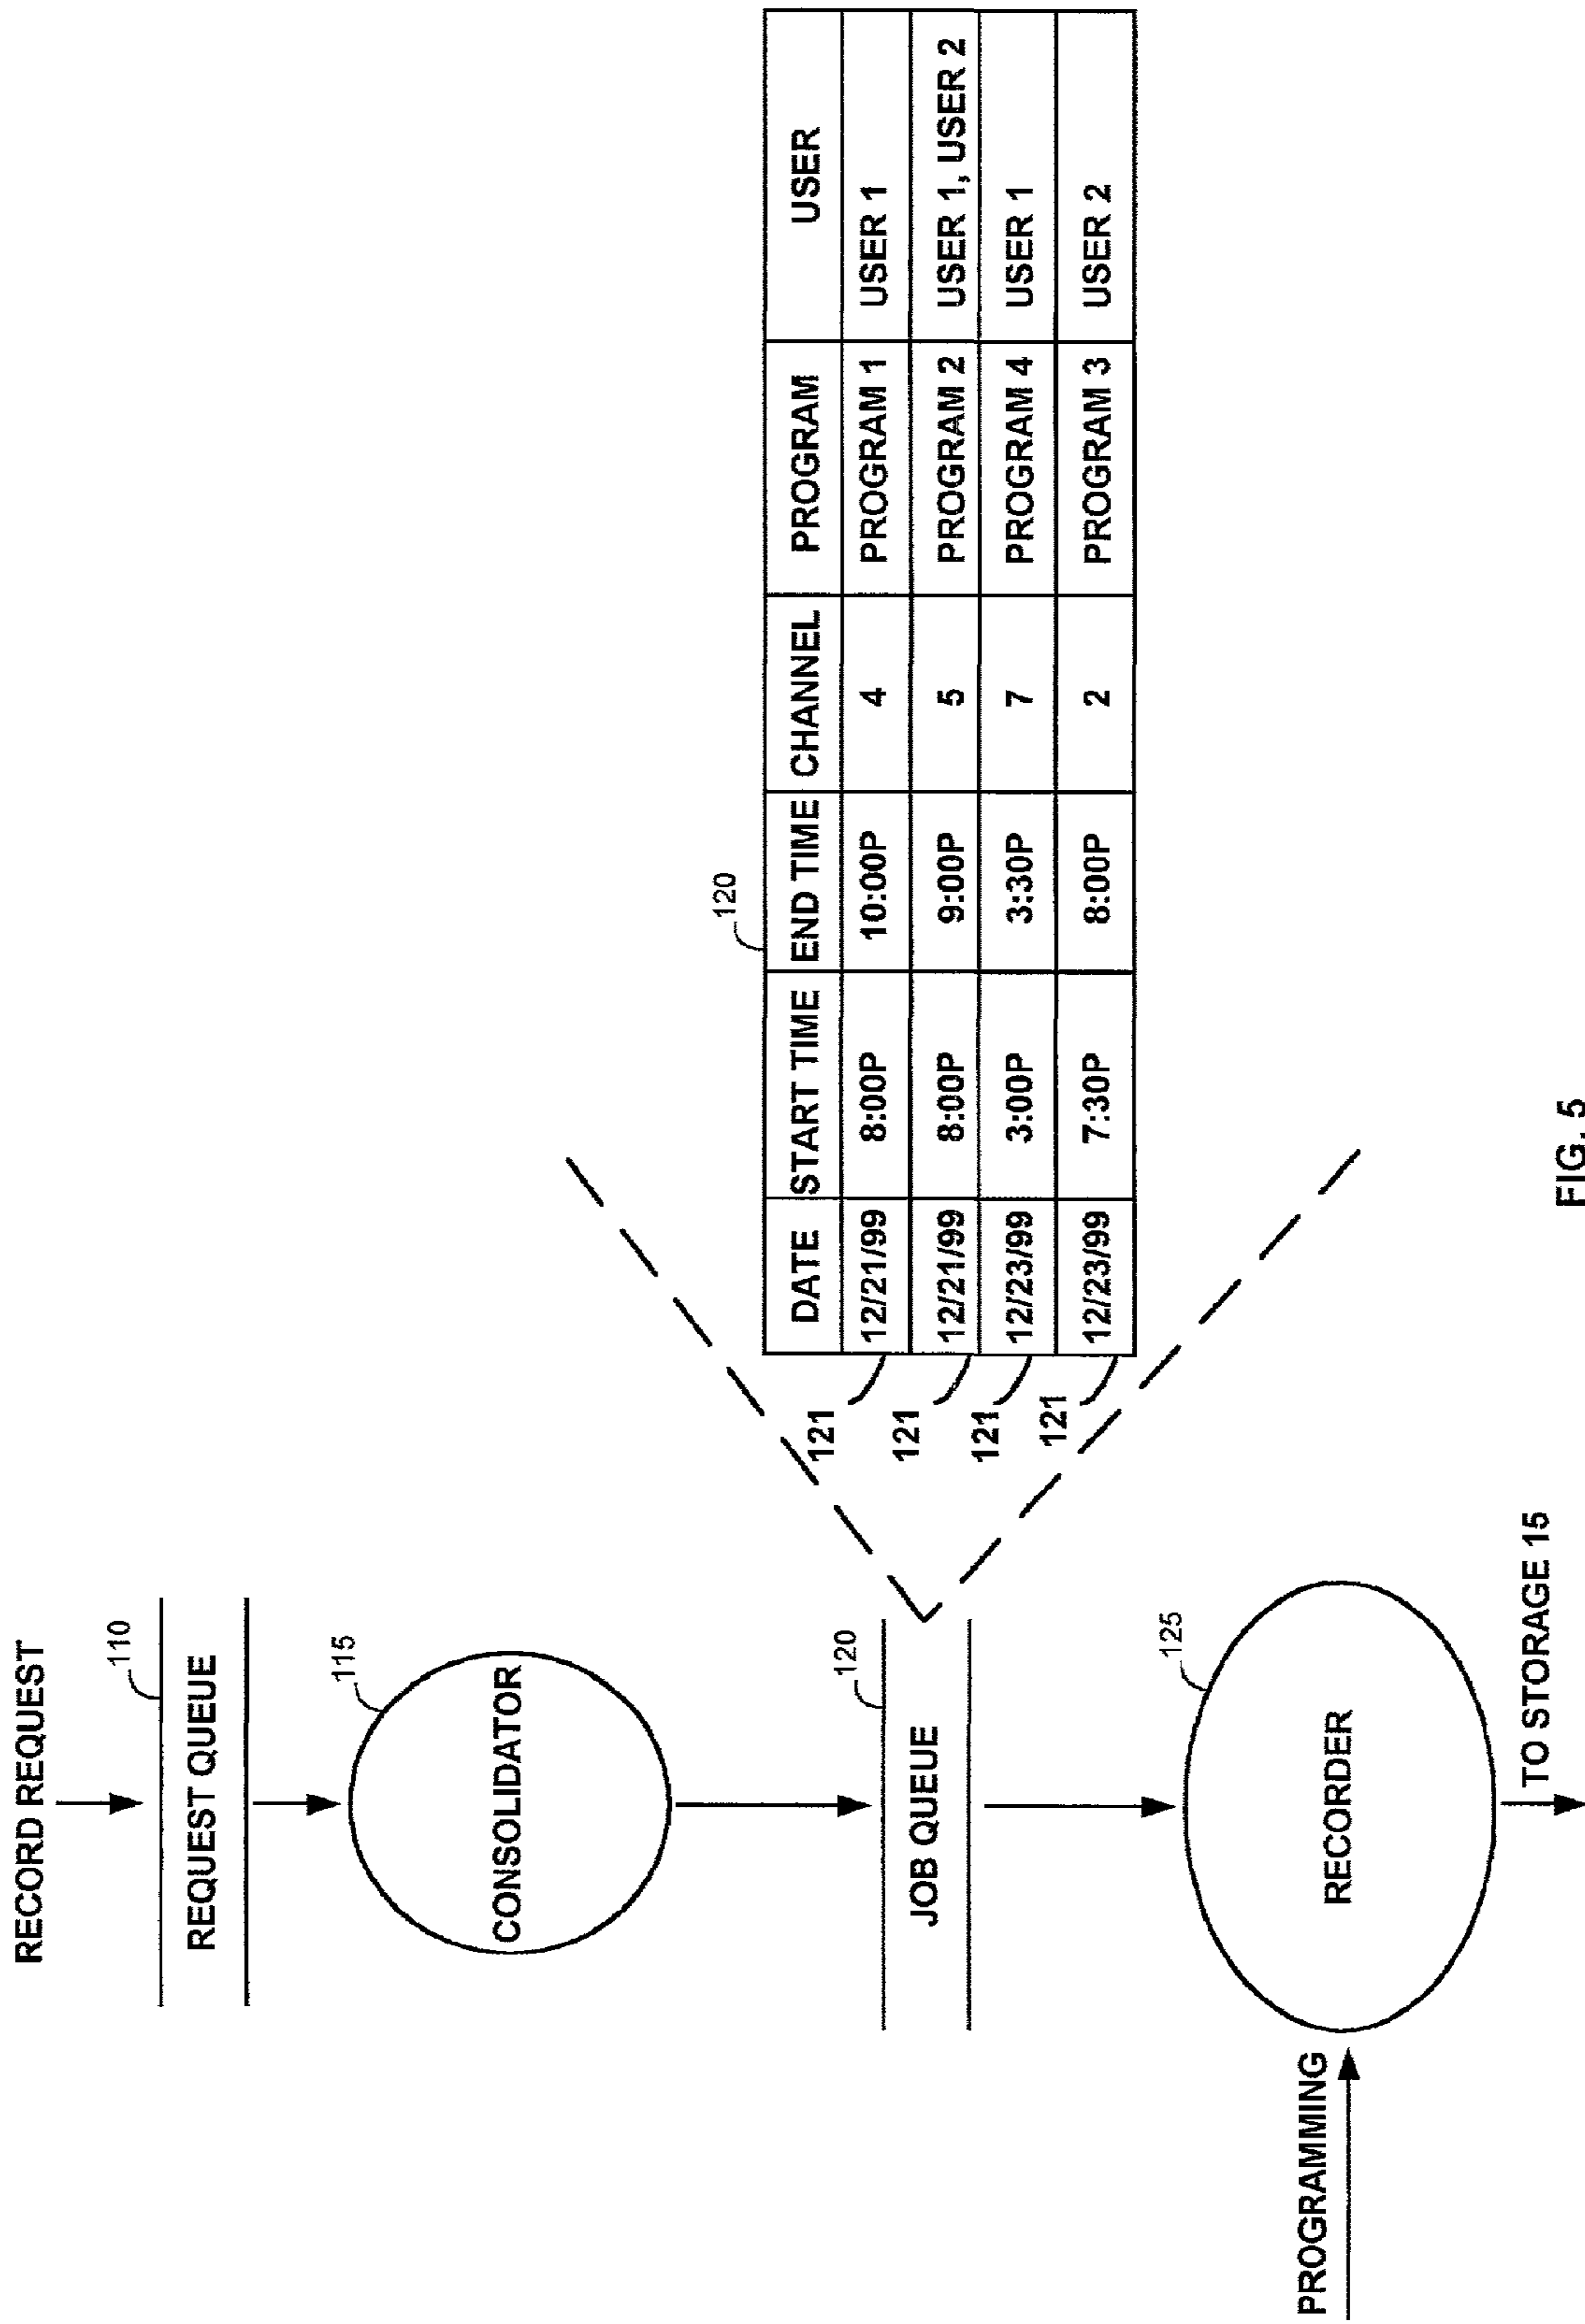 RECORD REQUEST
110
REQUEST QUEUE
115
CONSOLIDATOR
120
JOB QUEUE
125
RECORDER
PROGRAMMING
TO STORAGE 15
120
DATE START TIME END TIME CHANNEL PROGRAM USER
121 12/21/99 8:00P 10:00P 4 PROGRAM 1 USER 1
121 12/21/99 8:00P 9:00P 5 PROGRAM 2 USER 1, USER 2
121 12/23/99 3:00P 3:30P 7 PROGRAM 4 USER 1
121 12/23/99 7:30P 8:00P 2 PROGRAM 3 USER 2
FIG. 5